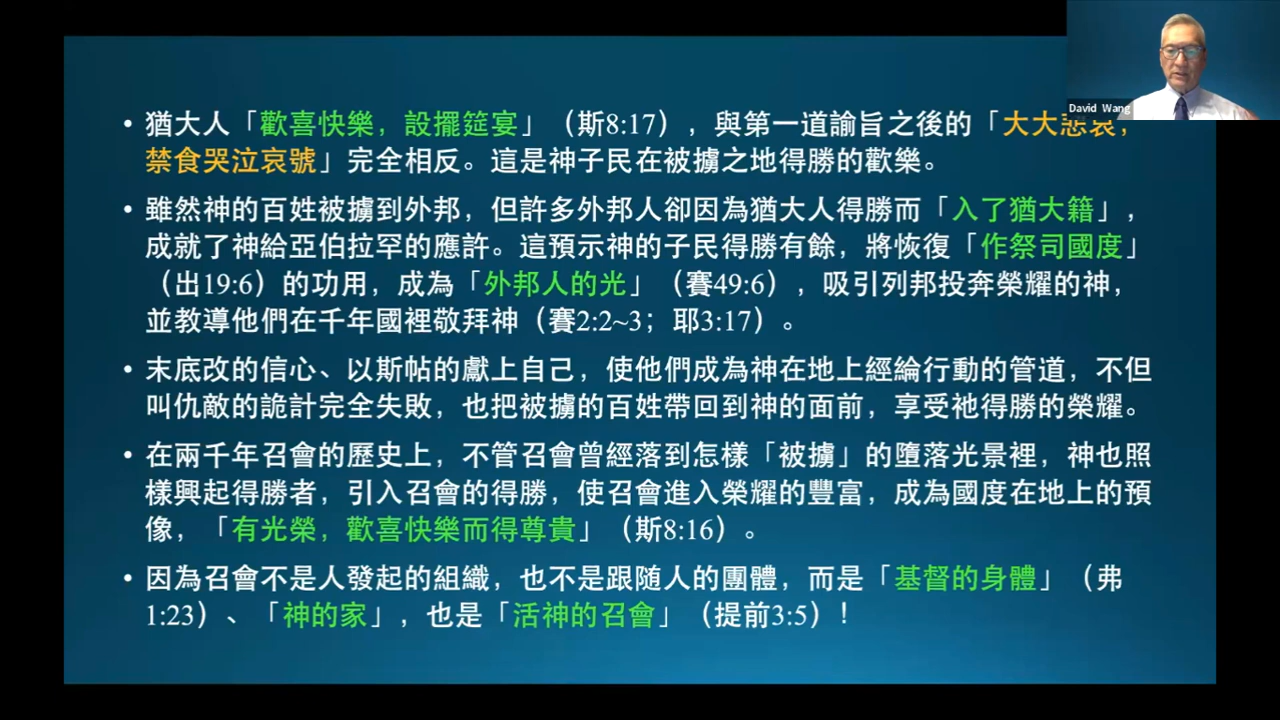 David Wang
• 猶大人「歡喜快樂，設擺筵宴」（斯8:17），與第一道諭旨之後的「大大悲哀，
禁食哭泣哀號」完全相反。這是神子民在被擄之地得勝的歡樂。
• 雖然神的百姓被擄到外邦，但許多外邦人卻因為猶大人得勝而「入了猶大籍」，
成就了神給亞伯拉罕的應許。這預示神的子民得勝有餘，將恢復「作祭司國度」
（出19:6）的功用，成為「外邦人的光」（賽49:6），吸引列邦投奔榮耀的神，
並教導他們在千年國裡敬拜神（賽2:2~3；耶3:17）。
• 末底改的信心、以斯帖的獻上自己，使他們成為神在地上經綸行動的管道，不但
叫仇敵的詭計完全失敗，也把被擄的百姓帶回到神的面前，享受祂得勝的榮耀。
• 在兩千年召會的歷史上，不管召會曾經落到怎樣「被擄」的墮落光景裡，神也照
樣興起得勝者，引入召會的得勝，使召會進入榮耀的豐富，成為國度在地上的預
像，「有光榮，歡喜快樂而得尊貴」（斯8:16）。
• 因為召會不是人發起的組織，也不是跟随人的團體，而是「基督的身體」（弗
1:23）、「神的家」，也是「活神的召會」（提前3:5）！